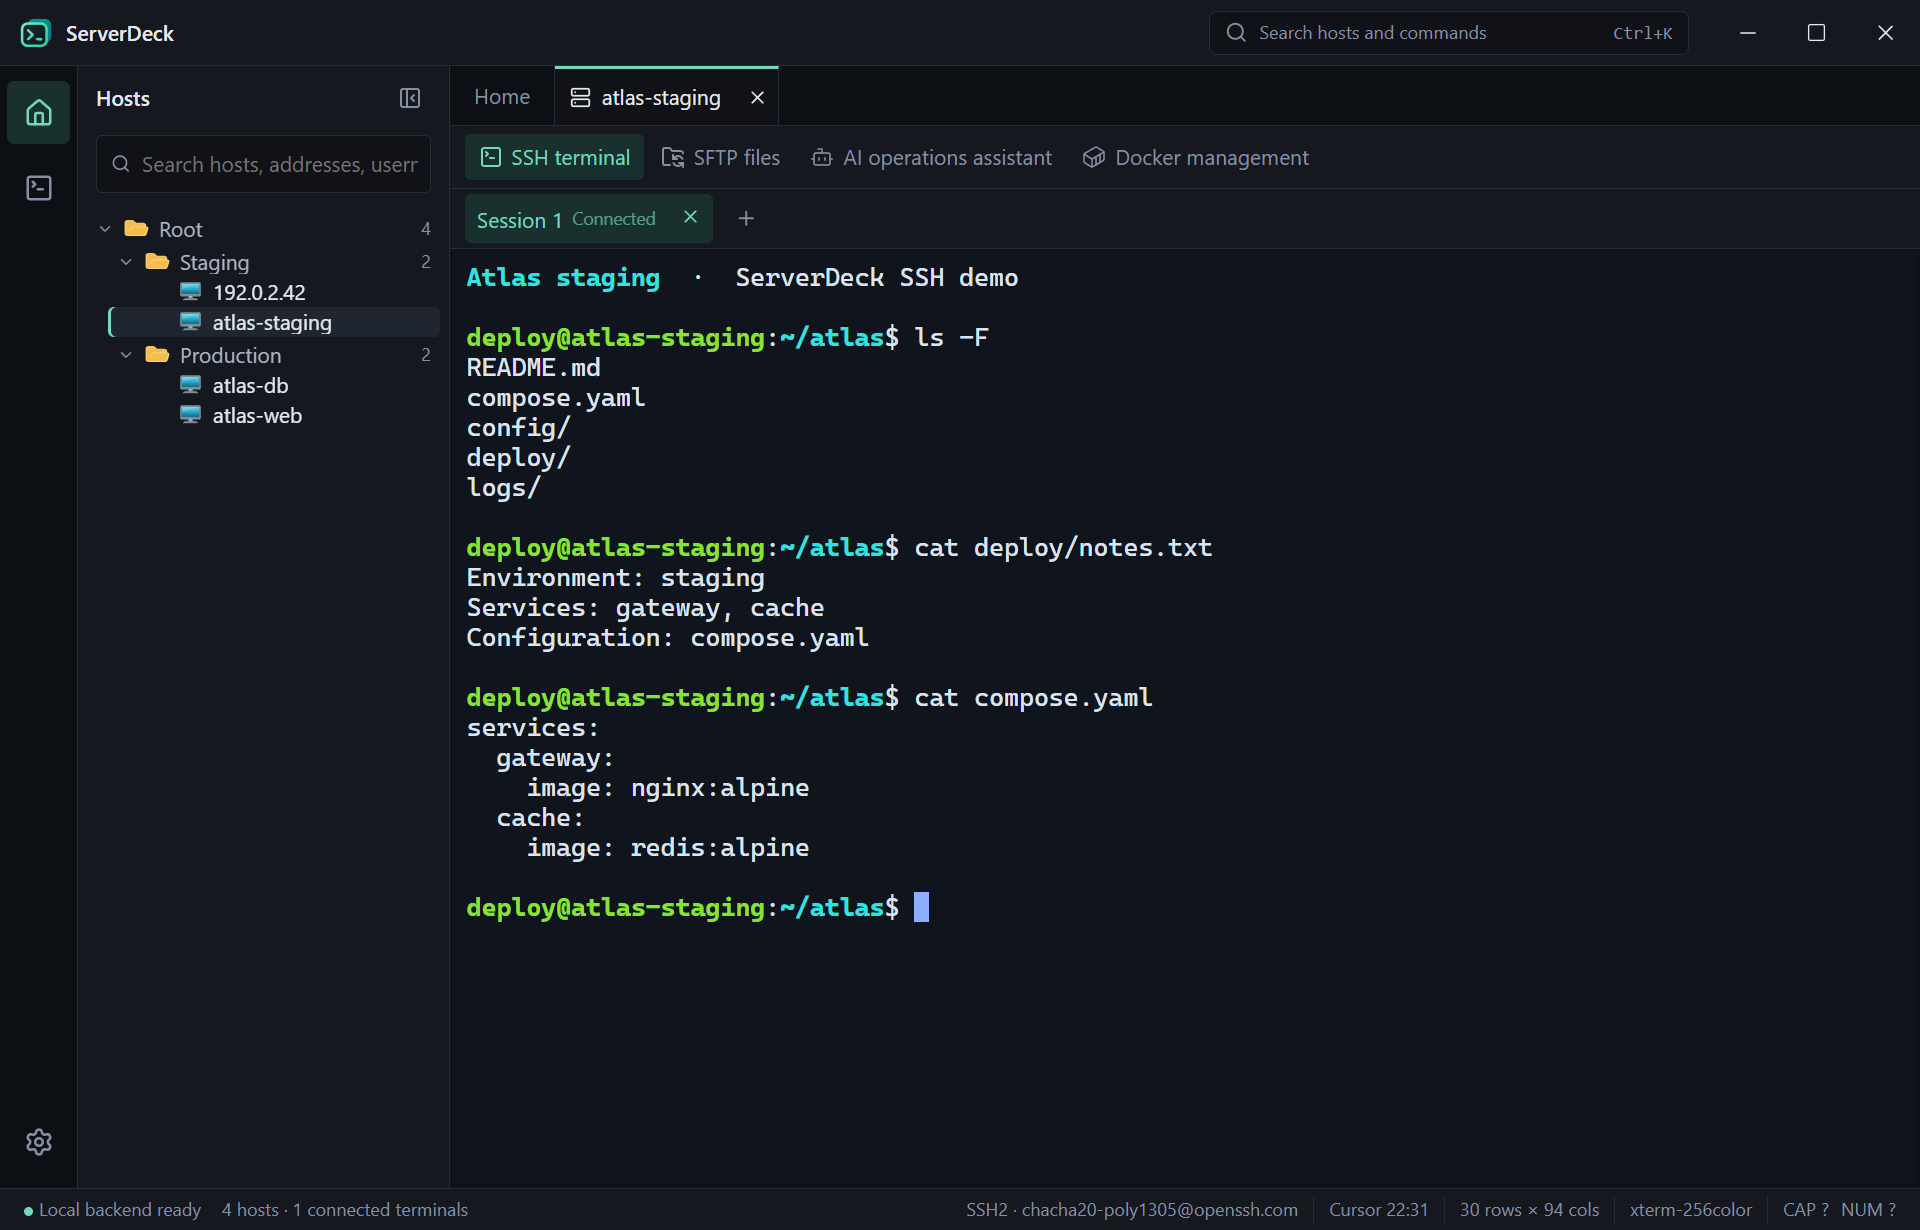 ServerDeck
Search hosts and commands Ctrl+K
Hosts
Home
atlas-staging
Search hosts, addresses, usern
SSH terminal
SFTP files
AI operations assistant
Docker management
Session 1 Connected
Root 4
Staging 2
192.0.2.42
atlas-staging
Production 2
atlas-db
atlas-web
Atlas staging · ServerDeck SSH demo
deploy@atlas-staging:~/atlas$ ls -F
README.md
compose.yaml
config/
deploy/
logs/
deploy@atlas-staging:~/atlas$ cat deploy/notes.txt
Environment: staging
Services: gateway, cache
Configuration: compose.yaml
deploy@atlas-staging:~/atlas$ cat compose.yaml
services:
  gateway:
    image: nginx:alpine
  cache:
    image: redis:alpine
deploy@atlas-staging:~/atlas$
Local backend ready 4 hosts · 1 connected terminals
SSH2 · chacha20-poly1305@openssh.com Cursor 22:31 30 rows × 94 cols xterm-256color CAP ? NUM ?